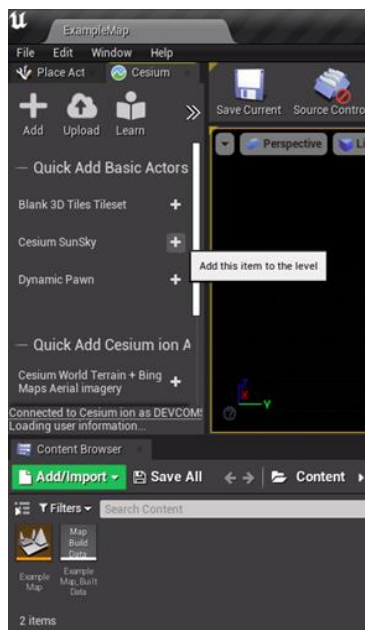 ExampleMap
File Edit Window Help
Place Act Cesium
Add Upload Learn
Save Current Source Contro
Perspective Li
Quick Add Basic Actors
Blank 3D Tiles Tileset
Cesium SunSky
Add this item to the level
Dynamic Pawn
Quick Add Cesium ion A
Cesium World Terrain + Bing
Maps Aerial imagery
Z
X
Y
Connected to Cesium ion as DEVCOM
Loading user information...
Content Browser
Add/Import Save All Content
Filters Search Content
Map
Build
Data
Example
Map
Example
Map_Built
Data
2 items